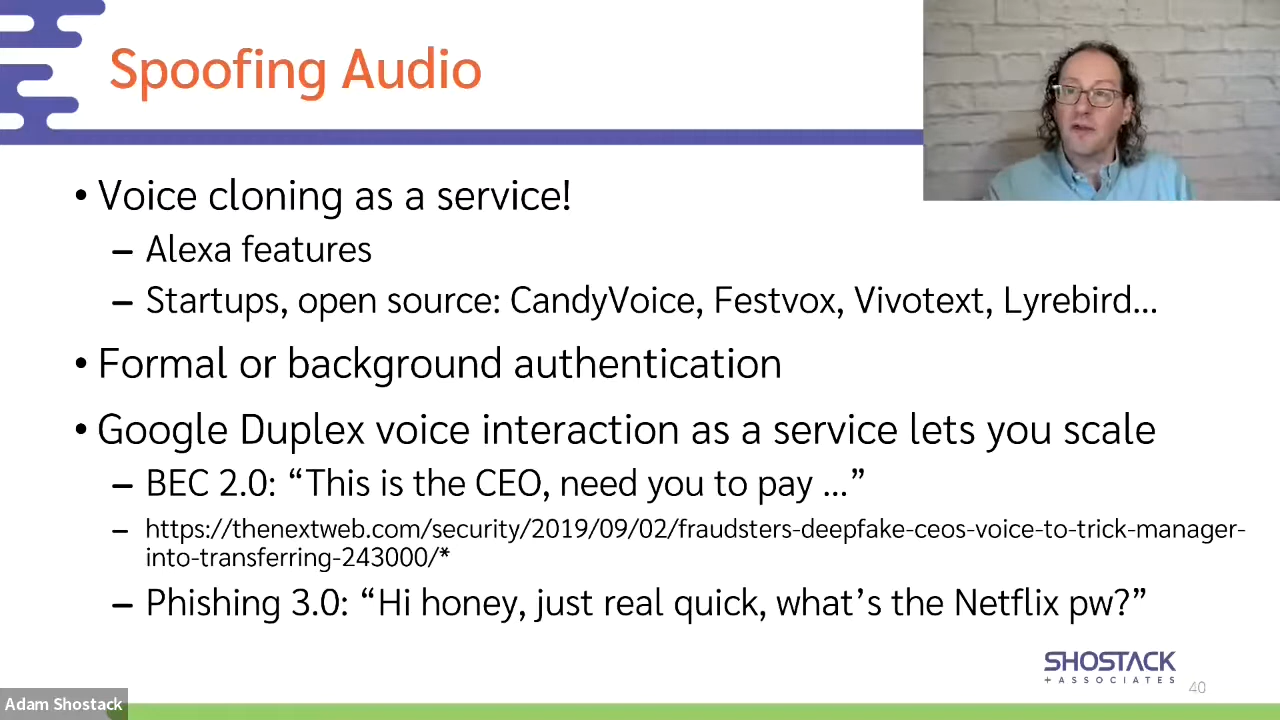 Spoofing Audio
• Voice cloning as a service!
– Alexa features
– Startups, open source: CandyVoice, Festvox, Vivotext, Lyrebird…
• Formal or background authentication
• Google Duplex voice interaction as a service lets you scale
– BEC 2.0: “This is the CEO, need you to pay …”
– https://thenextweb.com/security/2019/09/02/fraudsters-deepfake-ceos-voice-to-trick-manager-
into-transferring-243000/*
– Phishing 3.0: “Hi honey, just real quick, what’s the Netflix pw?”
SHOSTACK
+ ASSOCIATES
40
Adam Shostack